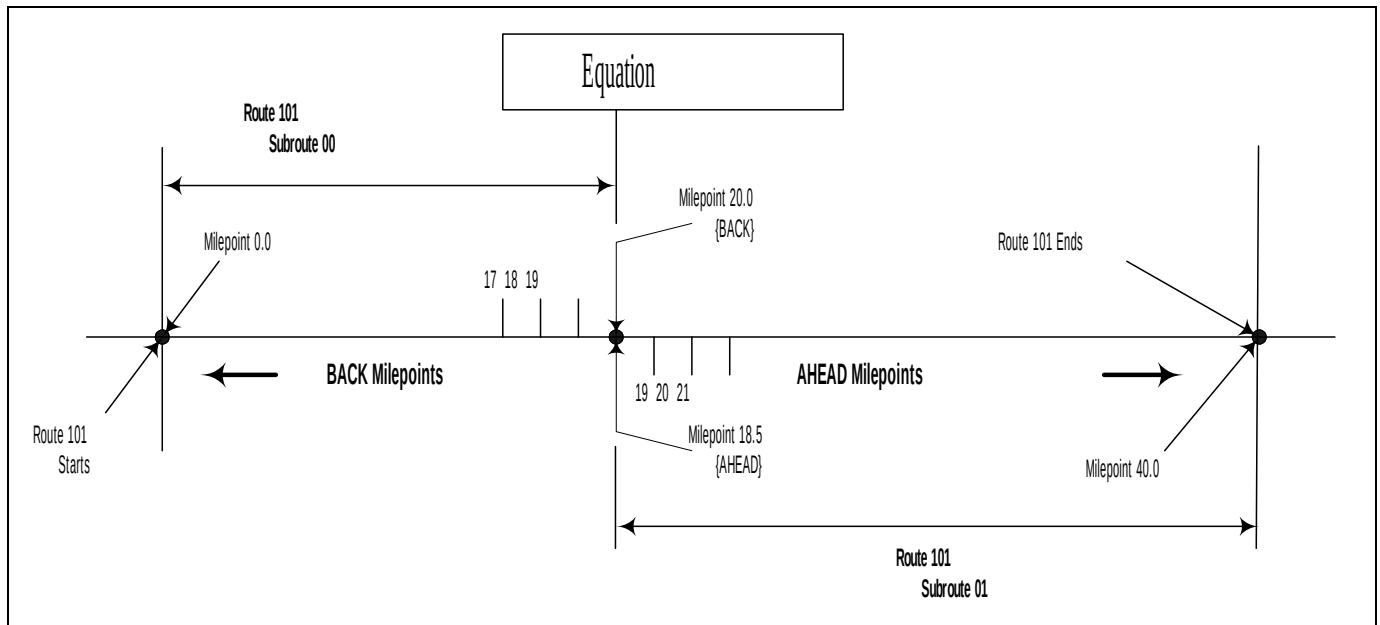 Equation
Route 101
Subroute 00
Milepoint 20.0
{BACK}
Milepoint 0.0
Route 101 Ends
17 18 19
BACK Milepoints
AHEAD Milepoints
19 20 21
Route 101
Starts
Milepoint 18.5
{AHEAD}
Milepoint 40.0
Route 101
Subroute 01